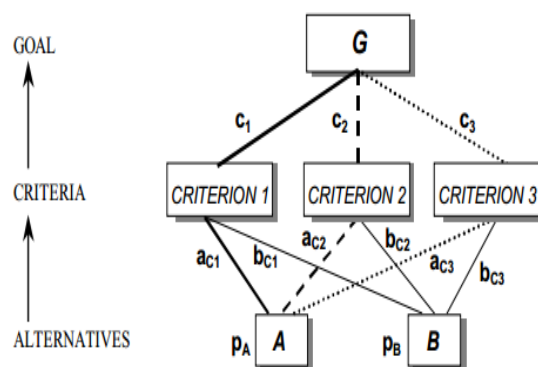 GOAL
G
c1
c2
c3
CRITERIA
CRITERION 1
CRITERION 2
CRITERION 3
aC1
bC1
aC2
bC2
aC3
bC3
ALTERNATIVES
pA
A
pB
B